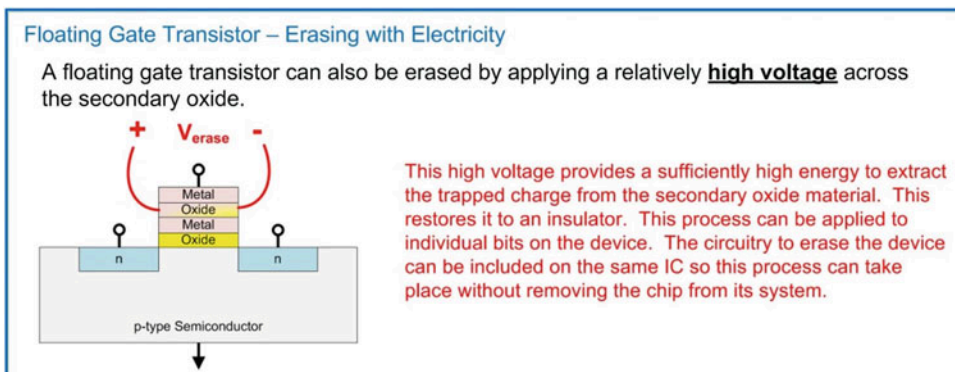 Floating Gate Transistor – Erasing with Electricity
A floating gate transistor can also be erased by applying a relatively high voltage across
the secondary oxide.
+ Verase -
Metal
Oxide
Metal
Oxide
n n
p-type Semiconductor
This high voltage provides a sufficiently high energy to extract
the trapped charge from the secondary oxide material. This
restores it to an insulator. This process can be applied to
individual bits on the device. The circuitry to erase the device
can be included on the same IC so this process can take
place without removing the chip from its system.